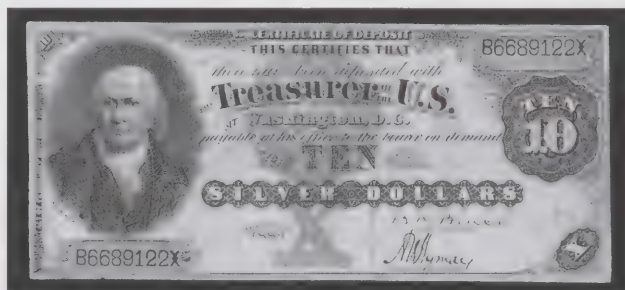 CERTIFICATE OF DEPOSIT
THIS CERTIFIES THAT
B6689122X
there have been deposited with
the Treasurer of the U.S.
at Washington, D.C.
payable at his office to the bearer on demand
TEN
TEN
10
SILVER DOLLARS
B6689122X
X